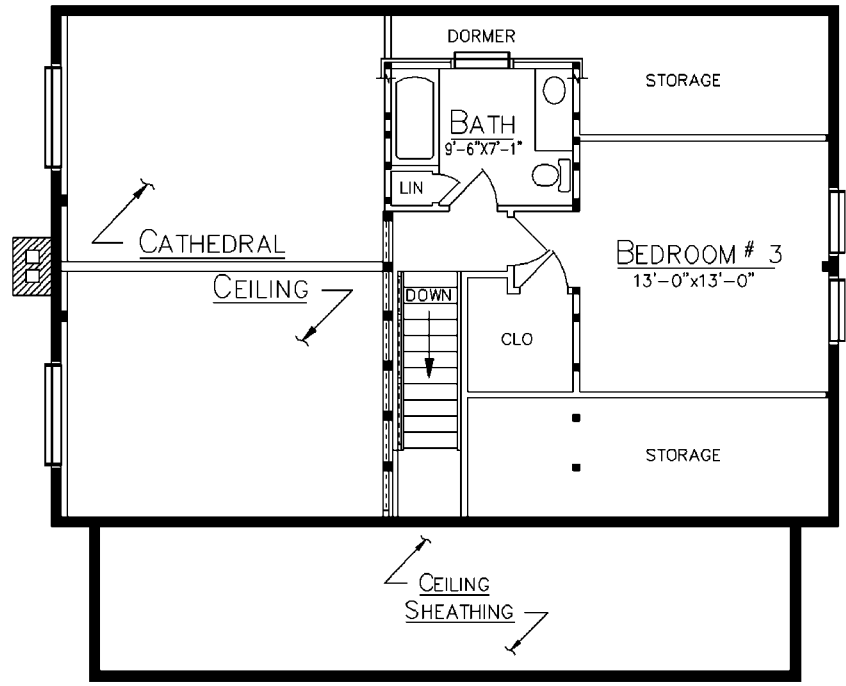 DORMER
STORAGE
BATH
9'-6"X7'-1"
LIN
CATHEDRAL
BEDROOM # 3
13'-0"x13'-0"
CEILING
DOWN
CLO
STORAGE
CEILING
SHEATHING